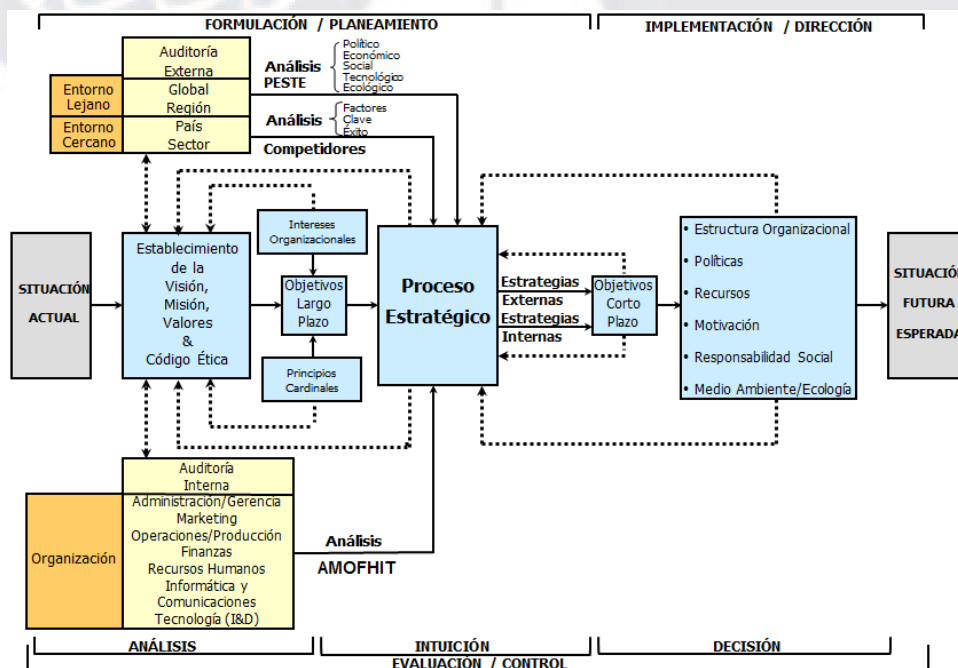 FORMULACIÓN / PLANEAMIENTO
IMPLEMENTACIÓN / DIRECCIÓN
Auditoría
Externa
Entorno
Lejano
Global
Región
Entorno
Cercano
País
Sector
Análisis
PESTE
Político
Económico
Social
Tecnológico
Ecológico
Análisis
Competidores
Factores
Clave
Éxito
SITUACIÓN
ACTUAL
Establecimiento
de la
Visión,
Misión,
Valores
&
Código Ética
Intereses
Organizacionales
Objetivos
Largo
Plazo
Principios
Cardinales
Proceso
Estratégico
Estrategias
Externas
Estrategias
Internas
Objetivos
Corto
Plazo
• Estructura Organizacional
• Políticas
• Recursos
• Motivación
• Responsabilidad Social
• Medio Ambiente/Ecología
SITUACIÓN
FUTURA
ESPERADA
Auditoría
Interna
Organización
Administración/Gerencia
Marketing
Operaciones/Producción
Finanzas
Recursos Humanos
Informática y
Comunicaciones
Tecnología (I&D)
Análisis
AMOFHIT
ANÁLISIS
INTUICIÓN
DECISIÓN
EVALUACIÓN / CONTROL